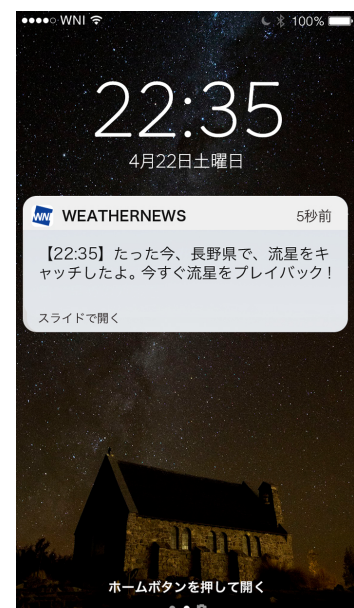 WNI 100%
22:35
4月22日土曜日
WNI WEATHERNEWS 5秒前
【22:35】たった今、長野県で、流星をキ
ャッチしたよ。今すぐ流星をプレイバック！
スライドで開く
ホームボタンを押して開く